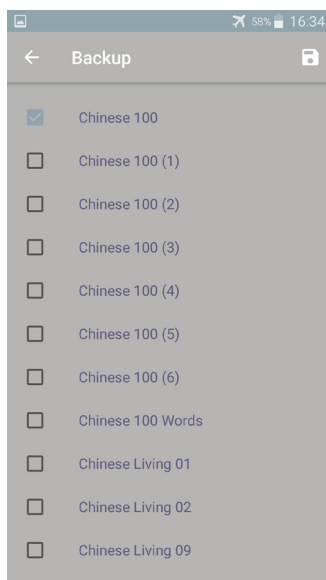 58% 16:34
Backup
Chinese 100
Chinese 100 (1)
Chinese 100 (2)
Chinese 100 (3)
Chinese 100 (4)
Chinese 100 (5)
Chinese 100 (6)
Chinese 100 Words
Chinese Living 01
Chinese Living 02
Chinese Living 09